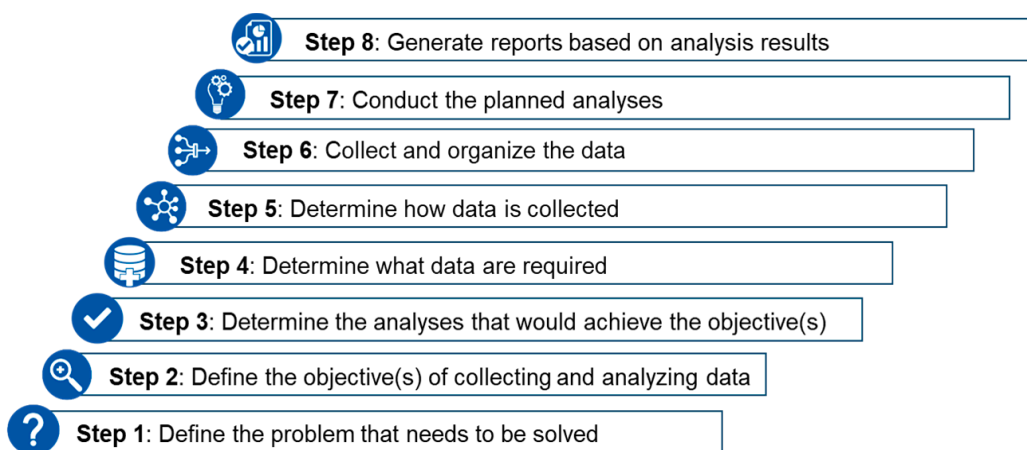 Step 8: Generate reports based on analysis results
Step 7: Conduct the planned analyses
Step 6: Collect and organize the data
Step 5: Determine how data is collected
Step 4: Determine what data are required
Step 3: Determine the analyses that would achieve the objective(s)
Step 2: Define the objective(s) of collecting and analyzing data
Step 1: Define the problem that needs to be solved